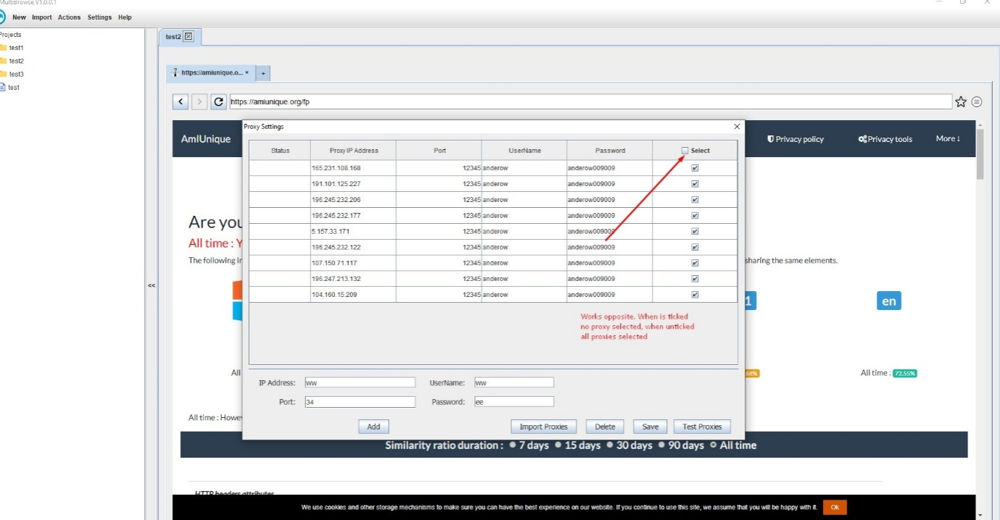 MultiBrowse V1.0.0.1
New Import Actions Settings Help
Projects
test1
test2
test3
test
test2
https://amiunique.o... × +
https://amiunique.org/fp
AmIUnique
Privacy policy
Privacy tools
More ↓
Proxy Settings
Status Proxy IP Address Port UserName Password Select
165.231.108.168 12345 anderow anderow009009
191.101.125.227 12345 anderow anderow009009
196.245.232.206 12345 anderow anderow009009
196.245.232.177 12345 anderow anderow009009
5.157.33.171 12345 anderow anderow009009
196.245.232.122 12345 anderow anderow009009
107.150.71.117 12345 anderow anderow009009
196.247.213.132 12345 anderow anderow009009
104.160.15.209 12345 anderow anderow009009
Works opposite. When is ticked
no proxy selected, when unticked
all proxies selected
IP Address: ww UserName: ww
Port: 34 Password: ee
Add Import Proxies Delete Save Test Proxies
<<
Are you
All time : Y
The following in
sharing the same elements.
1
en
All
68%
All time : 72.55%
All time : Howe
Similarity ratio duration : 7 days 15 days 30 days 90 days All time
HTTP headers attributes
We use cookies and other storage mechanisms to make sure you can have the best experience on our website. If you continue to use this site, we assume that you will be happy with it. Ok